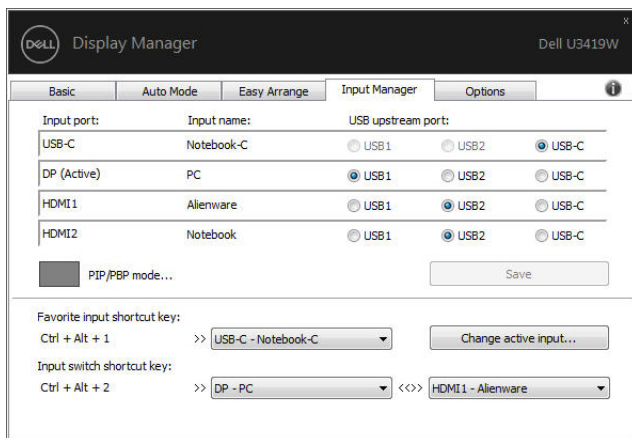 x
DELL Display Manager Dell U3419W
Basic Auto Mode Easy Arrange Input Manager Options i
Input port: Input name: USB upstream port:
USB-C Notebook-C USB1 USB2 USB-C
DP (Active) PC USB1 USB2 USB-C
HDMI1 Alienware USB1 USB2 USB-C
HDMI2 Notebook USB1 USB2 USB-C
PIP/PBP mode... Save
Favorite input shortcut key:
Ctrl + Alt + 1 >> USB-C - Notebook-C Change active input...
Input switch shortcut key:
Ctrl + Alt + 2 >> DP - PC <<>> HDMI1 - Alienware